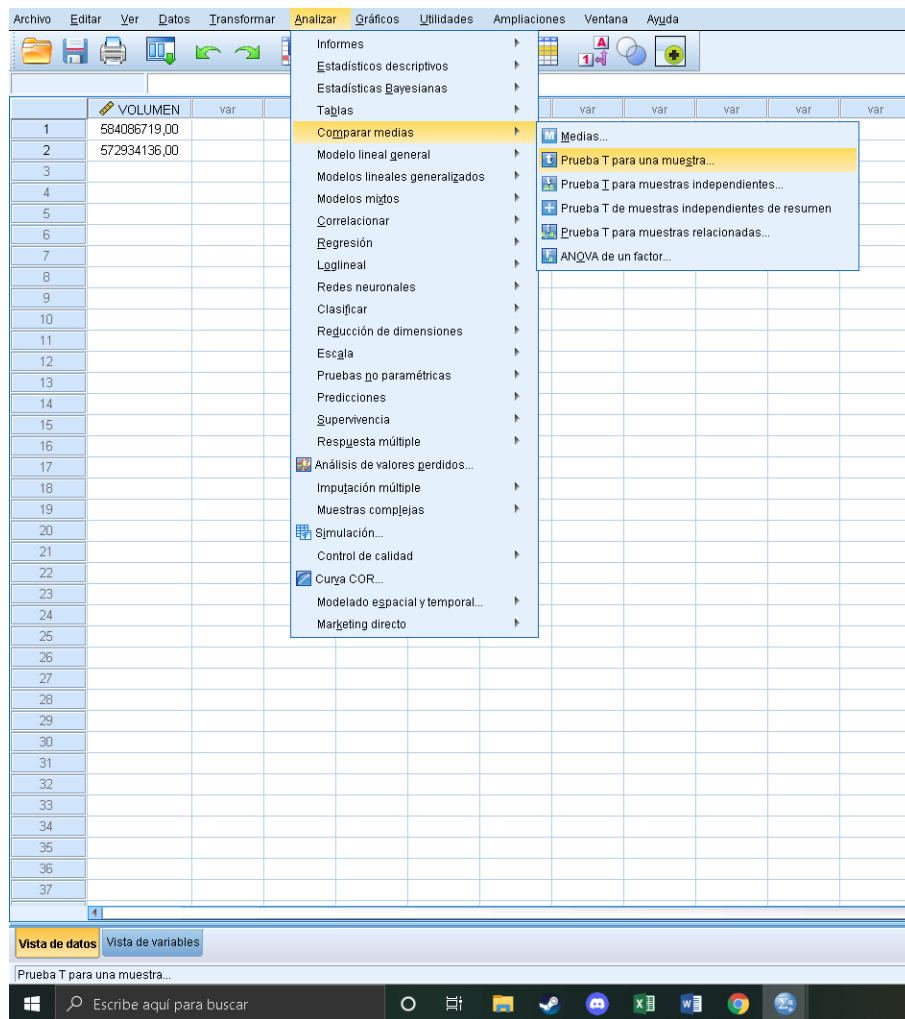 Archivo Editar Ver Datos Transformar Analizar Gráficos Utilidades Ampliaciones Ventana Ayuda
A
1
VOLUMEN var var var var var var
1 584086719,00
2 572934136,00
3
4
5
6
7
8
9
10
11
12
13
14
15
16
17
18
19
20
21
22
23
24
25
26
27
28
29
30
31
32
33
34
35
36
37
Informes
Estadísticos descriptivos
Estadísticas Bayesianas
Tablas
Comparar medias
Modelo lineal general
Modelos lineales generalizados
Modelos mixtos
Correlacionar
Regresión
Loglineal
Redes neuronales
Clasificar
Reducción de dimensiones
Escala
Pruebas no paramétricas
Predicciones
Supervivencia
Respuesta múltiple
Análisis de valores perdidos...
Imputación múltiple
Muestras complejas
Simulación...
Control de calidad
Curva COR...
Modelado espacial y temporal...
Marketing directo
Medias...
Prueba T para una muestra...
Prueba T para muestras independientes...
Prueba T de muestras independientes de resumen
Prueba T para muestras relacionadas...
ANOVA de un factor...
Vista de datos Vista de variables
Prueba T para una muestra...
Escribe aquí para buscar